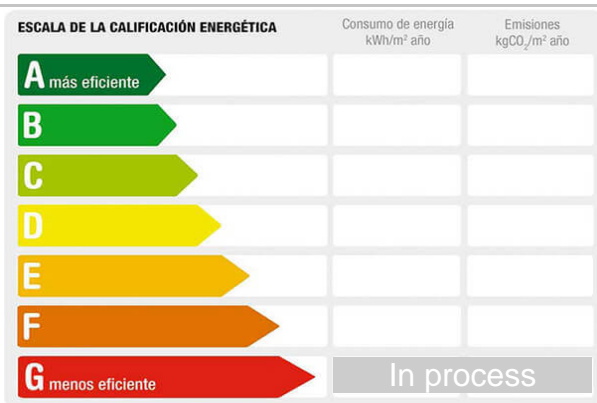 ESCALA DE LA CALIFICACIÓN ENERGÉTICA
Consumo de energía
kWh/m² año
Emisiones
kgCO₂/m² año
A más eficiente
B
C
D
E
F
G menos eficiente
In process